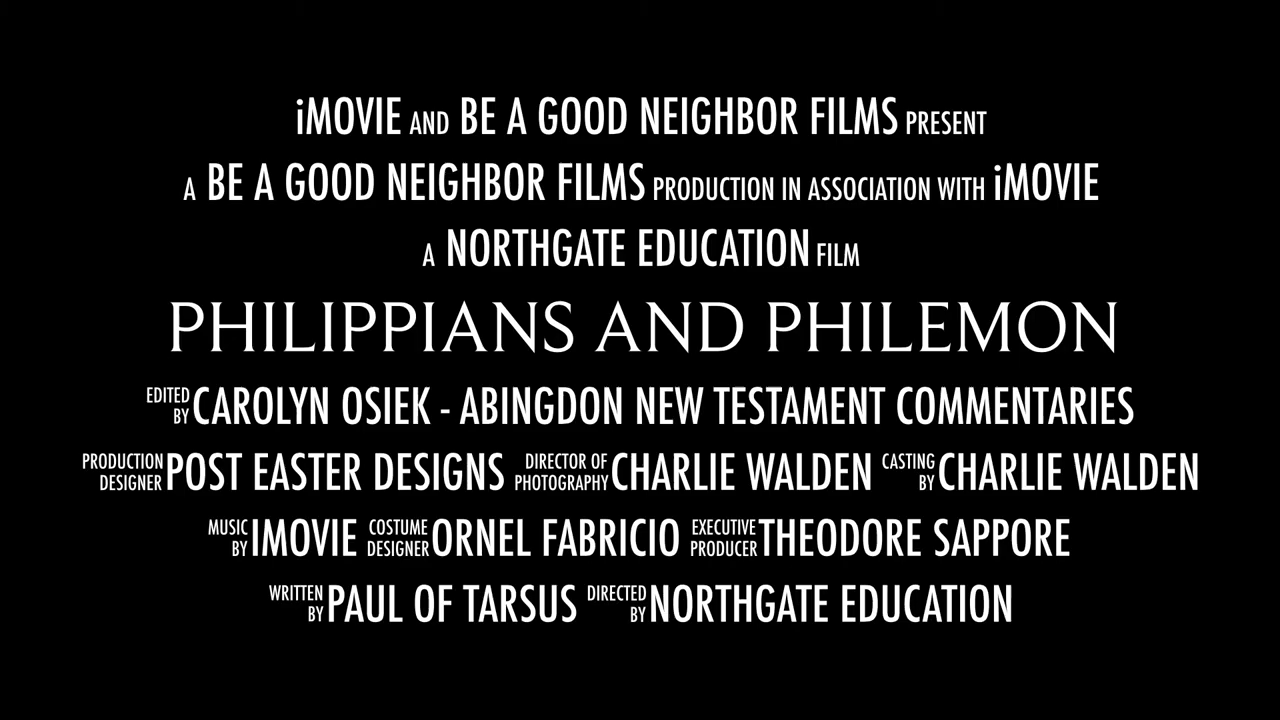 iMOVIE AND BE A GOOD NEIGHBOR FILMS PRESENT
A BE A GOOD NEIGHBOR FILMS PRODUCTION IN ASSOCIATION WITH iMOVIE
A NORTHGATE EDUCATION FILM
PHILIPPIANS AND PHILEMON
EDITED BY CAROLYN OSIEK - ABINGDON NEW TESTAMENT COMMENTARIES
PRODUCTION DESIGNER POST EASTER DESIGNS DIRECTOR OF PHOTOGRAPHY CHARLIE WALDEN CASTING BY CHARLIE WALDEN
MUSIC BY IMOVIE COSTUME DESIGNER ORNEL FABRICIO EXECUTIVE PRODUCER THEODORE SAPPORE
WRITTEN BY PAUL OF TARSUS DIRECTED BY NORTHGATE EDUCATION